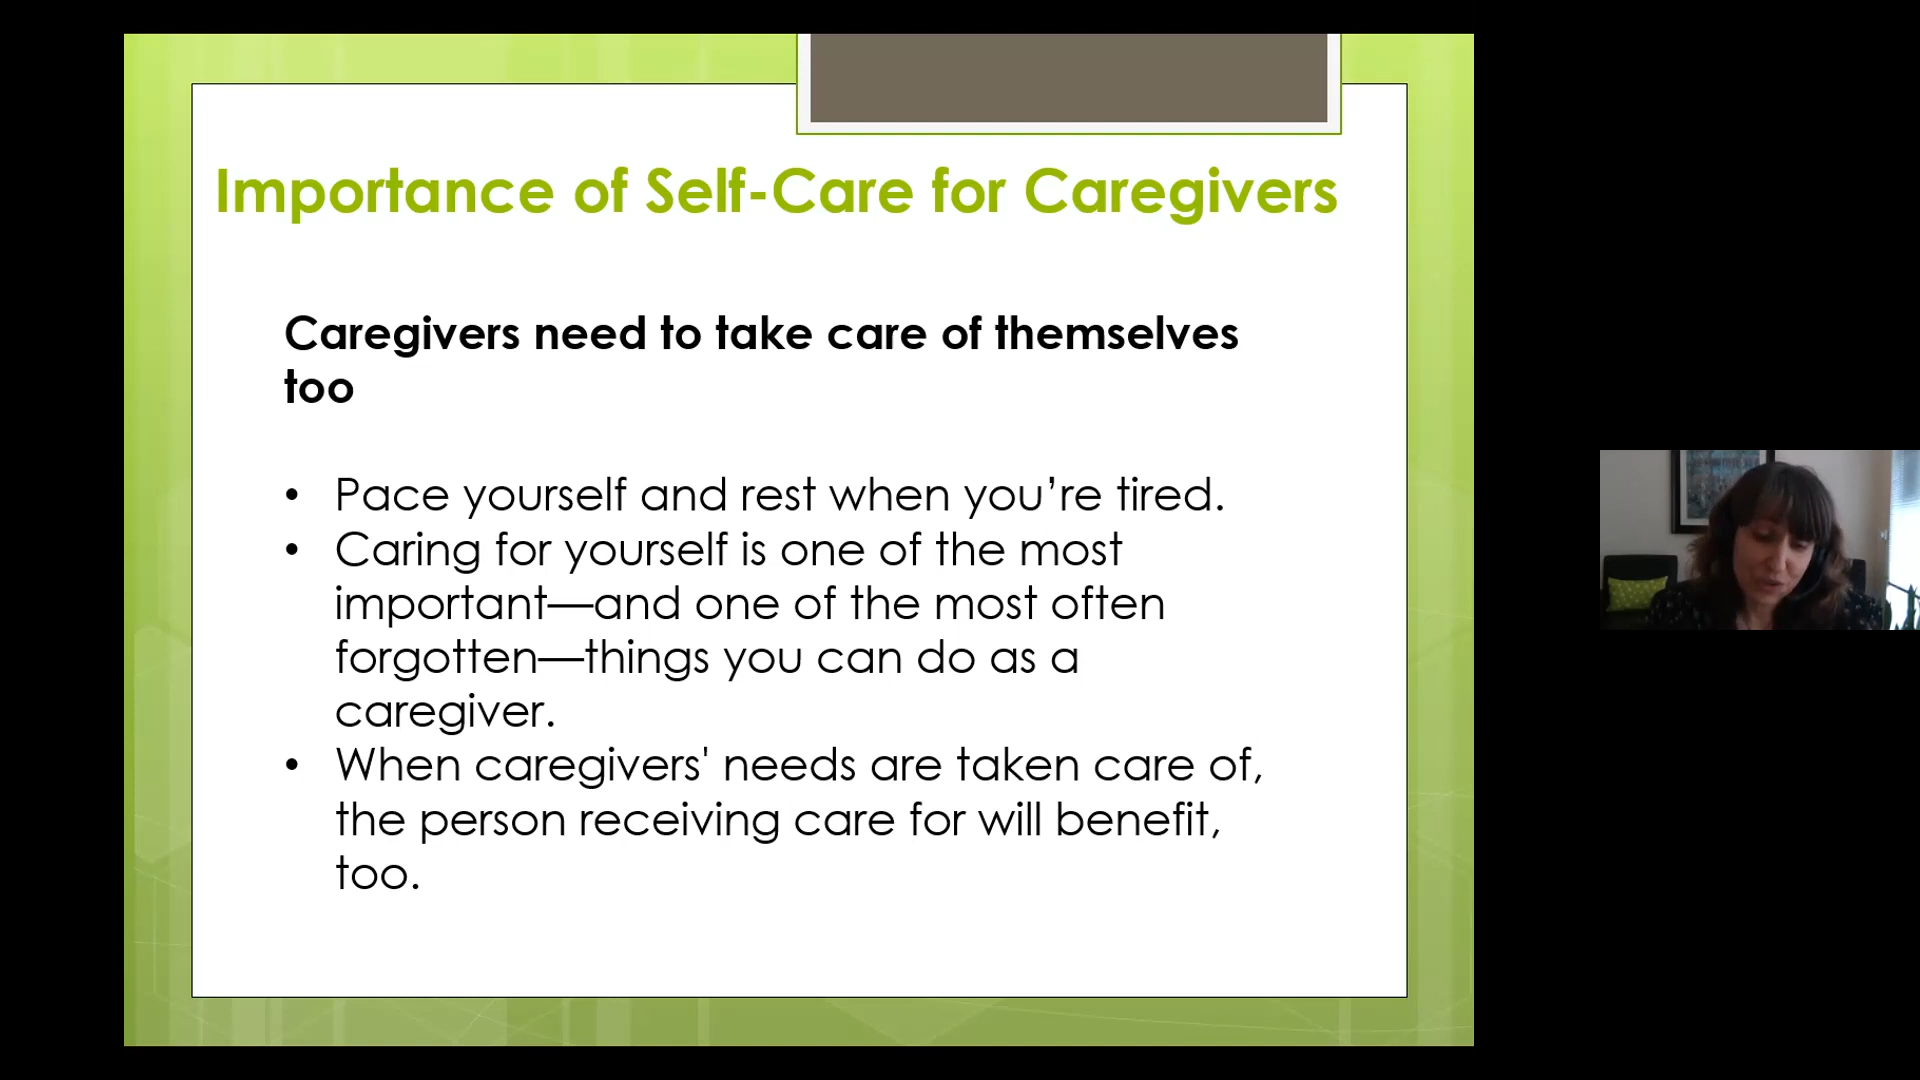 Importance of Self-Care for Caregivers
Caregivers need to take care of themselves
too
• Pace yourself and rest when you’re tired.
• Caring for yourself is one of the most
important—and one of the most often
forgotten—things you can do as a
caregiver.
• When caregivers' needs are taken care of,
the person receiving care for will benefit,
too.